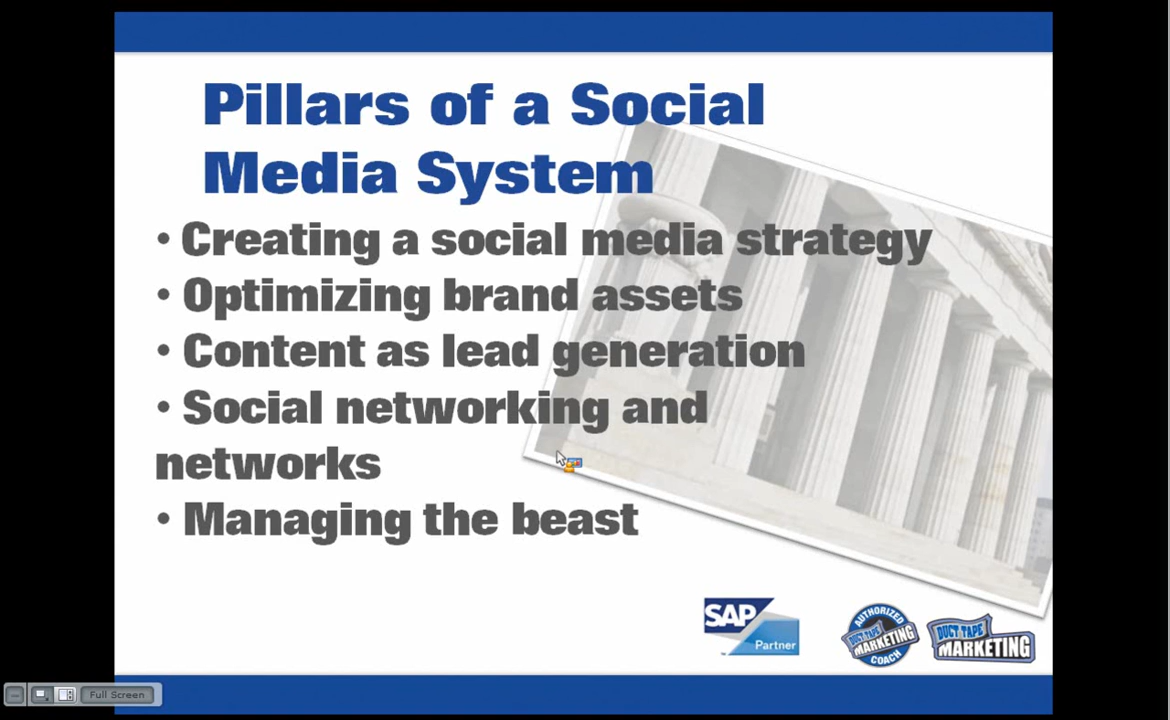 Pillars of a Social
Media System
• Creating a social media strategy
• Optimizing brand assets
• Content as lead generation
• Social networking and
networks
• Managing the beast
SAP
Partner
AUTHORIZED
DUCT TAPE
MARKETING
COACH
DUCT TAPE
MARKETING
Full Screen